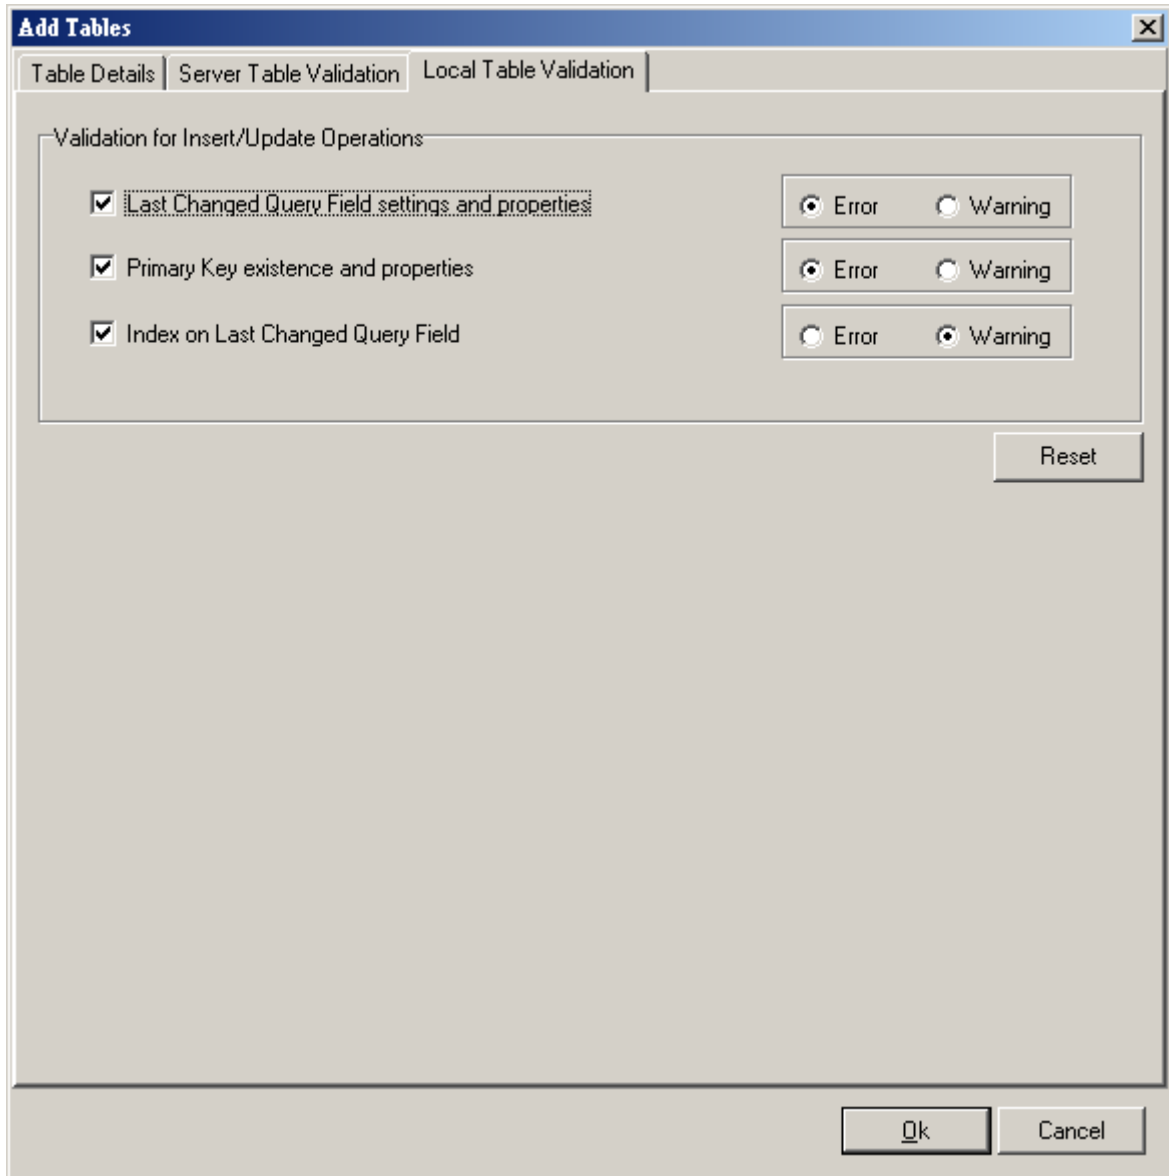 Add Tables
Table Details Server Table Validation Local Table Validation
Validation for Insert/Update Operations
Last Changed Query Field settings and properties Error Warning
Primary Key existence and properties Error Warning
Index on Last Changed Query Field Error Warning
Reset
Ok Cancel